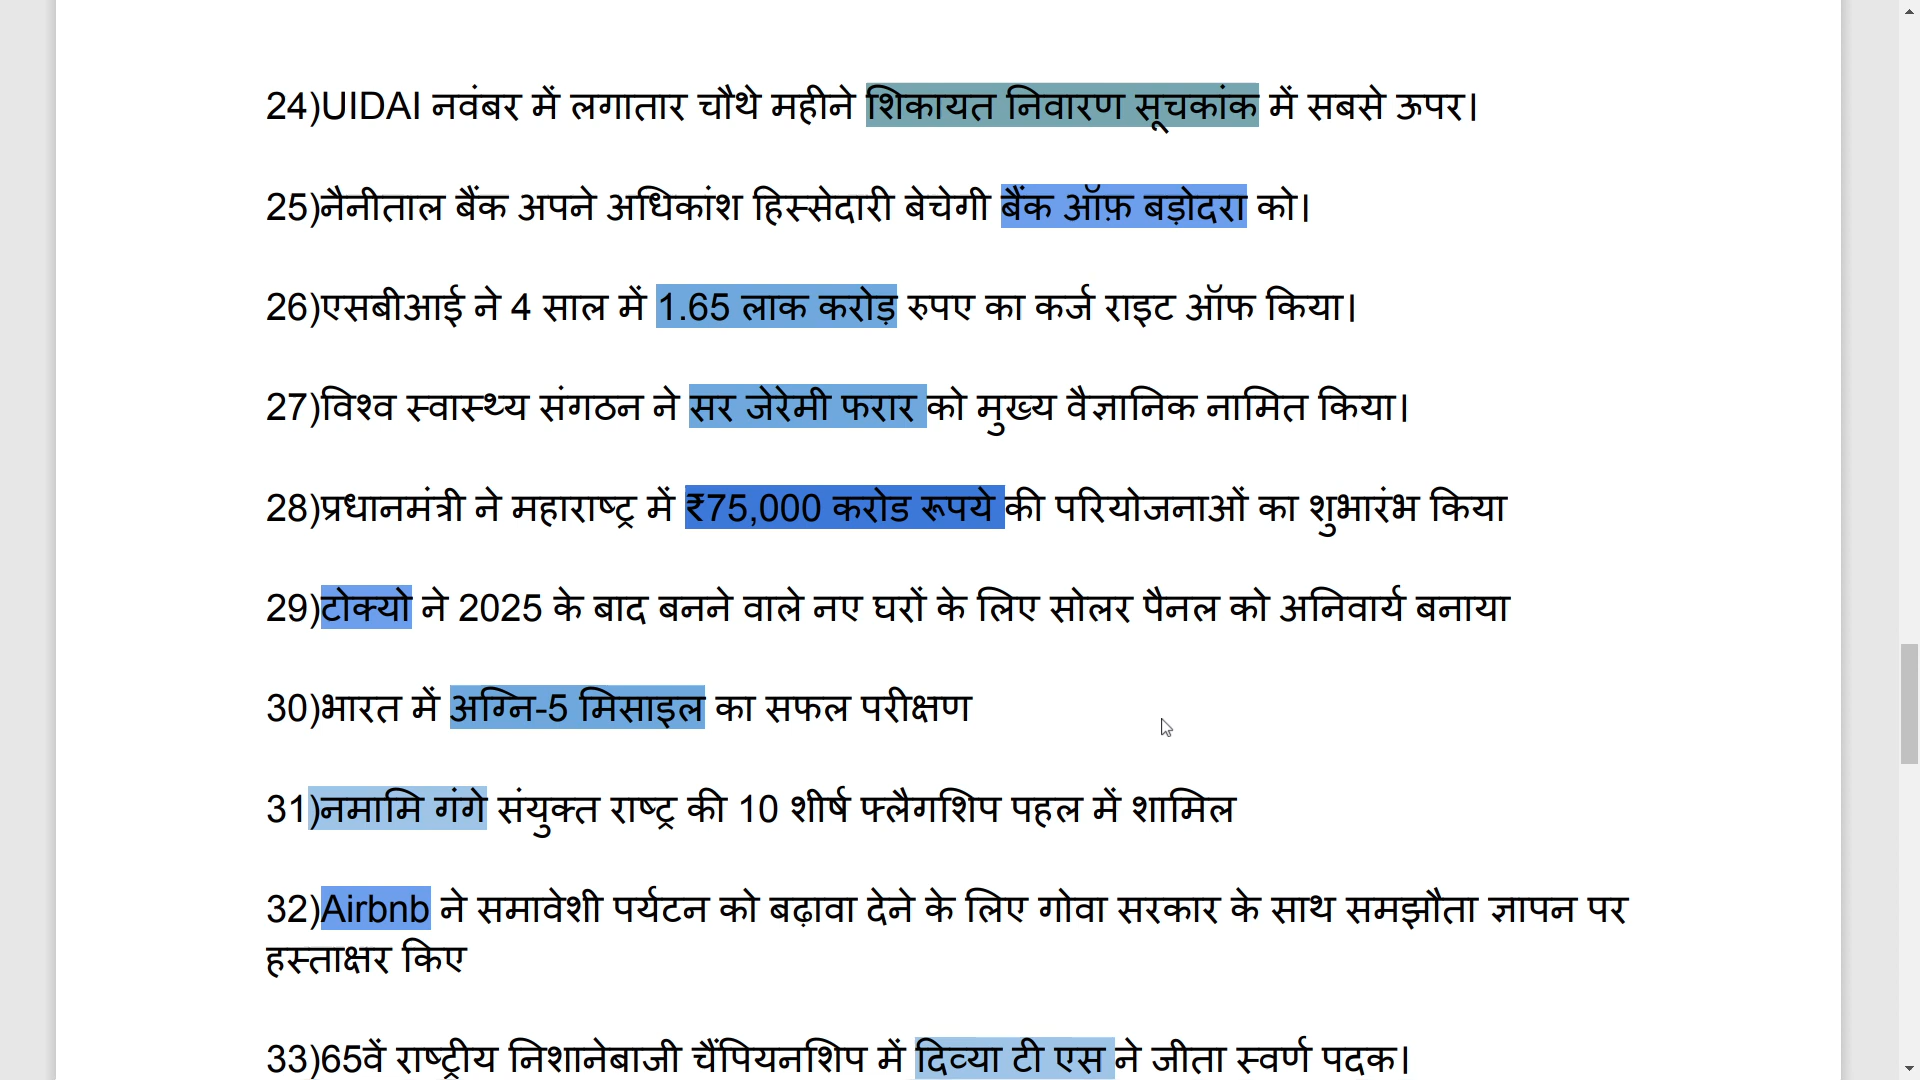 24)UIDAI नवंबर में लगातार चौथे महीने शिकायत निवारण सूचकांक में सबसे ऊपर।
25)नैनीताल बैंक अपने अधिकांश हिस्सेदारी बेचेगी बैंक ऑफ़ बड़ोदरा को।
26)एसबीआई ने 4 साल में 1.65 लाक करोड़ रुपए का कर्ज राइट ऑफ किया।
27)विश्व स्वास्थ्य संगठन ने सर जेरेमी फरार को मुख्य वैज्ञानिक नामित किया।
28)प्रधानमंत्री ने महाराष्ट्र में ₹75,000 करोड रूपये की परियोजनाओं का शुभारंभ किया
29)टोक्यो ने 2025 के बाद बनने वाले नए घरों के लिए सोलर पैनल को अनिवार्य बनाया
30)भारत में अग्नि-5 मिसाइल का सफल परीक्षण
31)नमामि गंगे संयुक्त राष्ट्र की 10 शीर्ष फ्लैगशिप पहल में शामिल
32)Airbnb ने समावेशी पर्यटन को बढ़ावा देने के लिए गोवा सरकार के साथ समझौता ज्ञापन पर
हस्ताक्षर किए
33)65वें राष्ट्रीय निशानेबाजी चैंपियनशिप में दिव्या टी एस ने जीता स्वर्ण पदक।